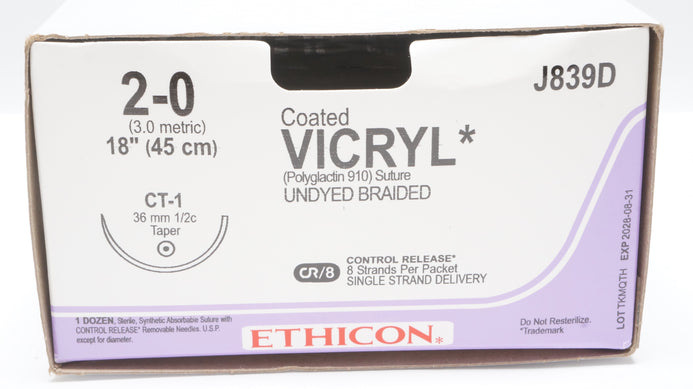 2-0
(3.0 metric)
18" (45 cm)
CT-1
36 mm 1/2c
Taper
Coated
VICRYL*
(Polyglactin 910) Suture
UNDYED BRAIDED
J839D
CR/8
CONTROL RELEASE*
8 Strands Per Packet
SINGLE STRAND DELIVERY
1 DOZEN, Sterile, Synthetic Absorbable Suture with
CONTROL RELEASE* Removable Needles. U.S.P.
except for diameter.
ETHICON*
Do Not Resterilize.
*Trademark
LOT TKMQTH EXP 2028-08-31